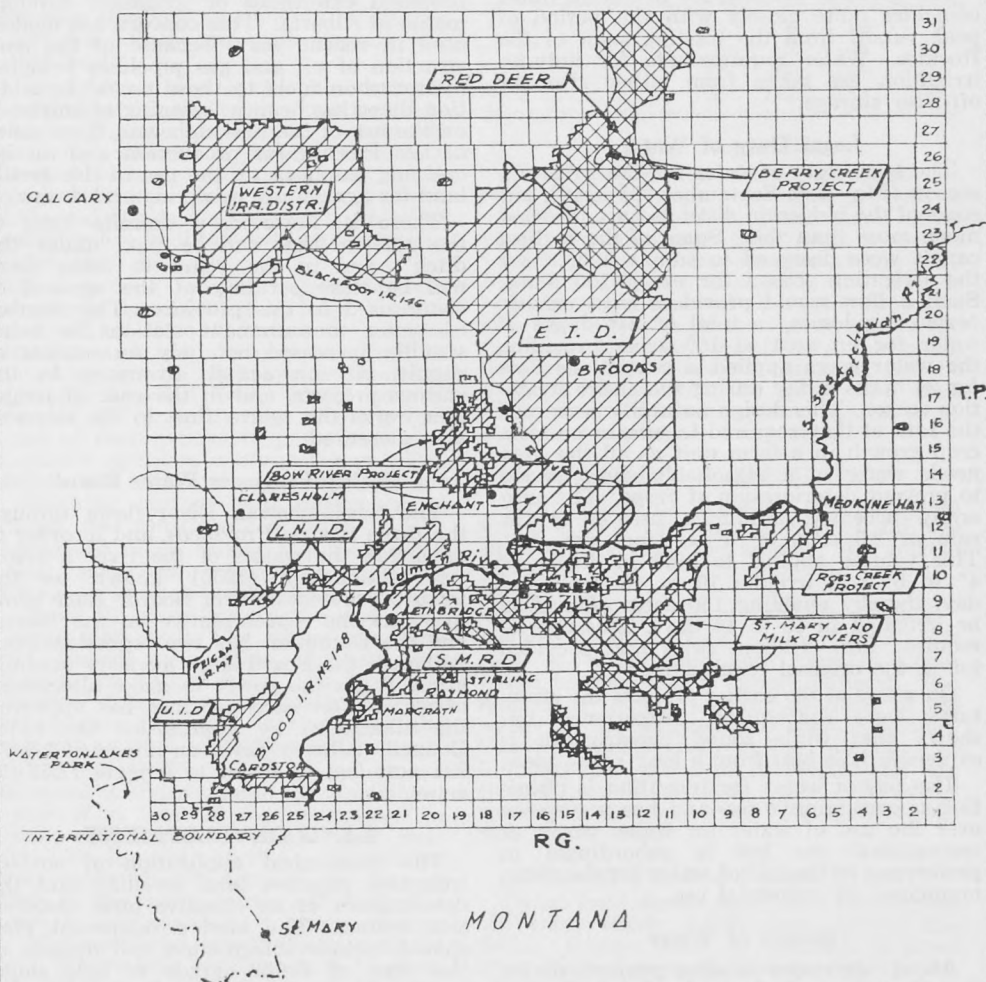 31
30
29
28
27
26
25
24
23
22
21
20
19
18
17
16
15
14
13
12
11
10
9
8
7
6
5
4
3
2
T.P.
RED DEER
BERRY CREEK
PROJECT
WESTERN
IRR. DISTR.
CALGARY
BLACKFOOT I.R. 146
E.I.D.
BROOKS
BOW RIVER PROJECT
CLARESHOLM
ENCHANT
River
MEDICINE HAT
L.N.I.D.
Oldman River
TABER
ROSS CREEK
PROJECT
LETHBRIDGE
ST. MARY AND
MILK RIVERS
S.M.R.D
STIRLING
RAYMOND
MARGRATH
PEIGAN
I.R. 147
BLOOD I.R. No. 148
U.I.D
WATERTON LAKES
PARK
CARDSTON
30 29 28 27 26 25 24 23 22 21 20 19 18 17 16 15 14 13 12 11 10 9 8 7 6 5 4 3 2
INTERNATIONAL BOUNDARY
RG.
MONTANA
St. MARY